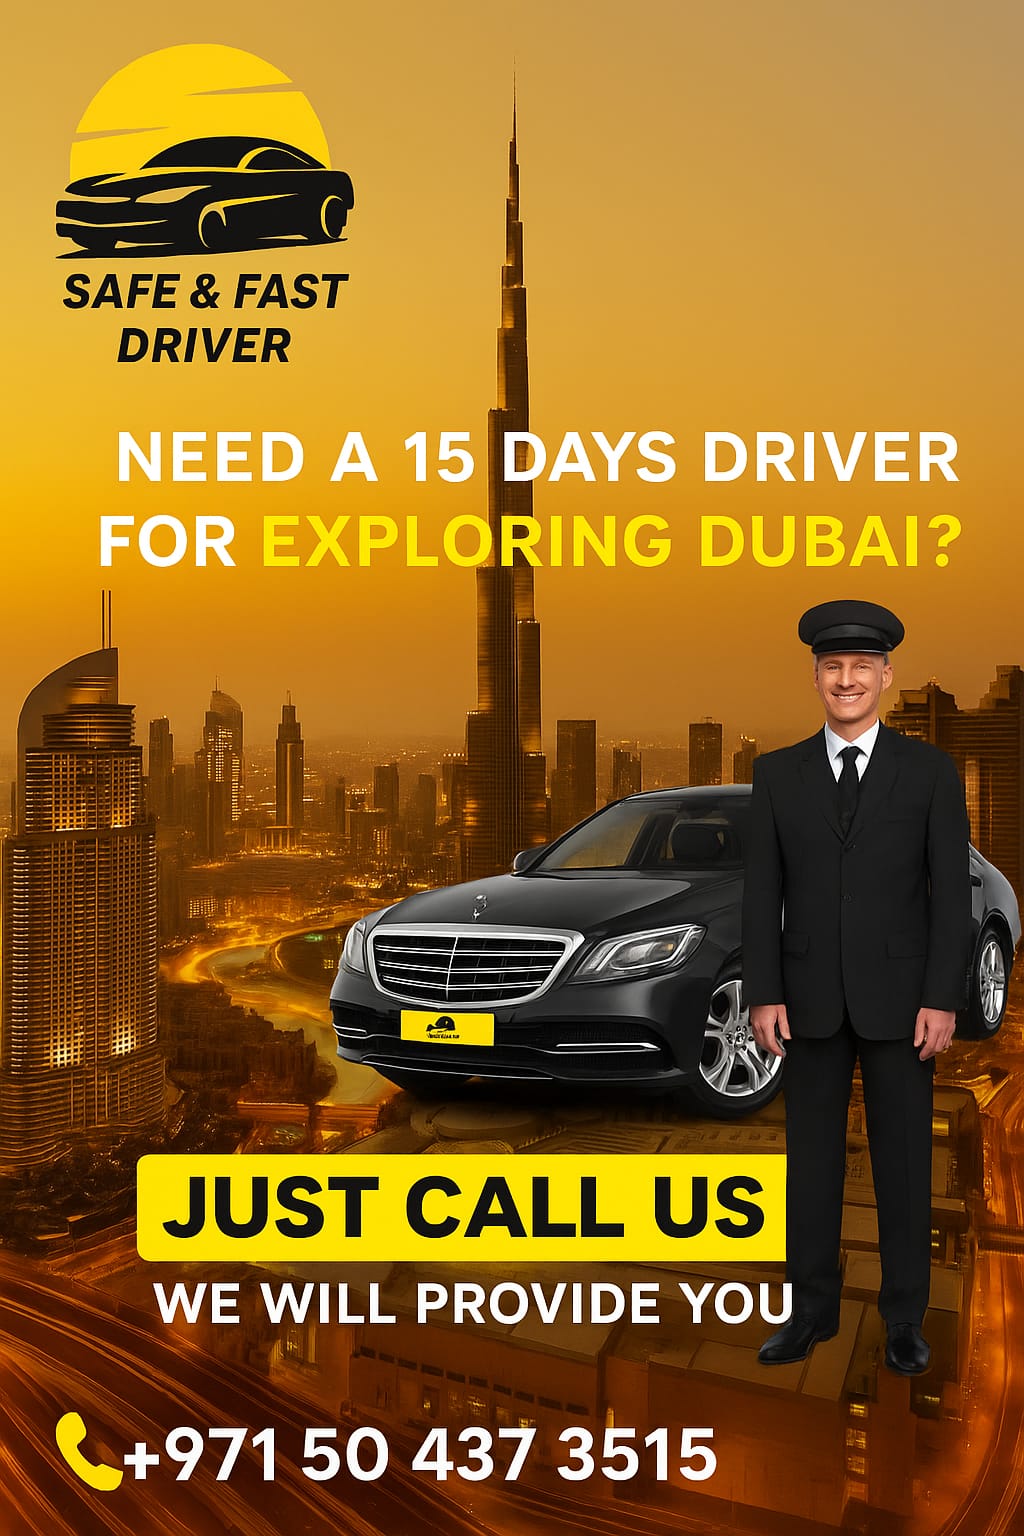 SAFE & FAST
DRIVER
NEED A 15 DAYS DRIVER
FOR EXPLORING DUBAI?
JUST CALL US
WE WILL PROVIDE YOU
+971 50 437 3515